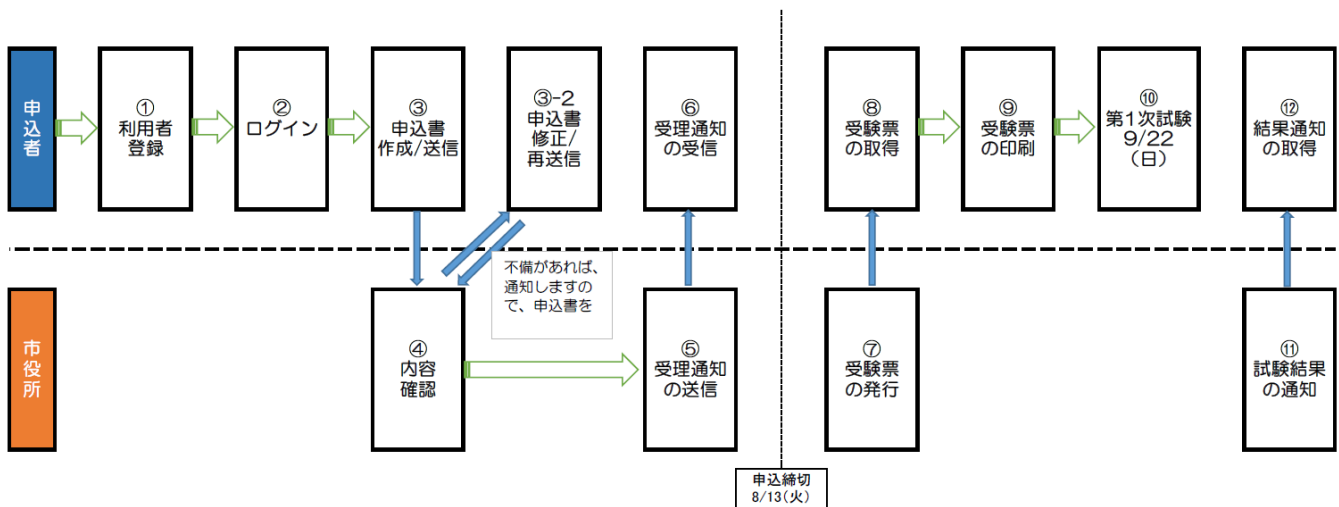 申込者
①
利用者
登録
②
ログイン
③
申込書
作成/送信
③-2
申込書
修正/
再送信
⑥
受理通知
の受信
⑧
受験票
の取得
⑨
受験票
の印刷
⑩
第1次試験
9/22
（日）
⑫
結果通知
の取得
不備があれば、
通知しますの
で、申込書を
市役所
④
内容
確認
⑤
受理通知
の送信
⑦
受験票
の発行
⑪
試験結果
の通知
申込締切
8/13(火)